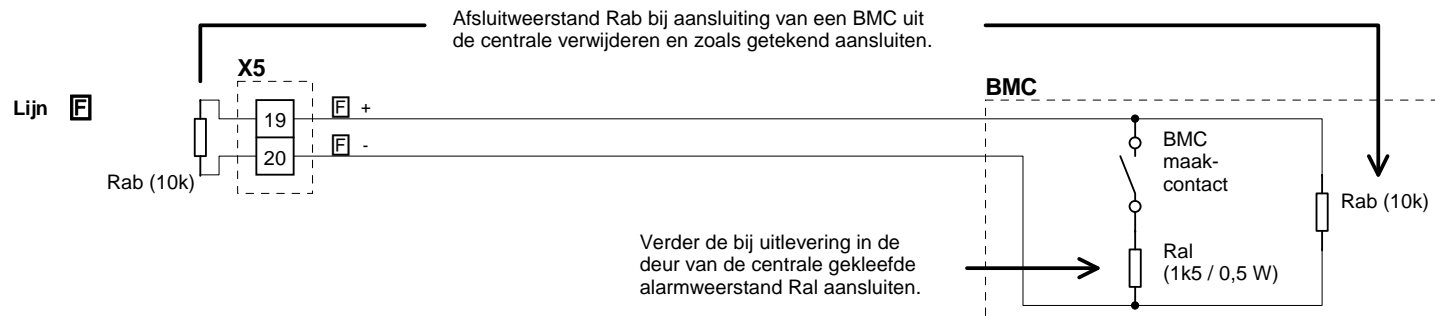 Afsluitweerstand Rab bij aansluiting van een BMC uit
de centrale verwijderen en zoals getekend aansluiten.
X5
BMC
Lijn F
F +
19
F -
20
Rab (10k)
BMC
maak-
contact
Rab (10k)
Verder de bij uitlevering in de
deur van de centrale gekleefde
alarmweerstand Ral aansluiten.
Ral
(1k5 / 0,5 W)